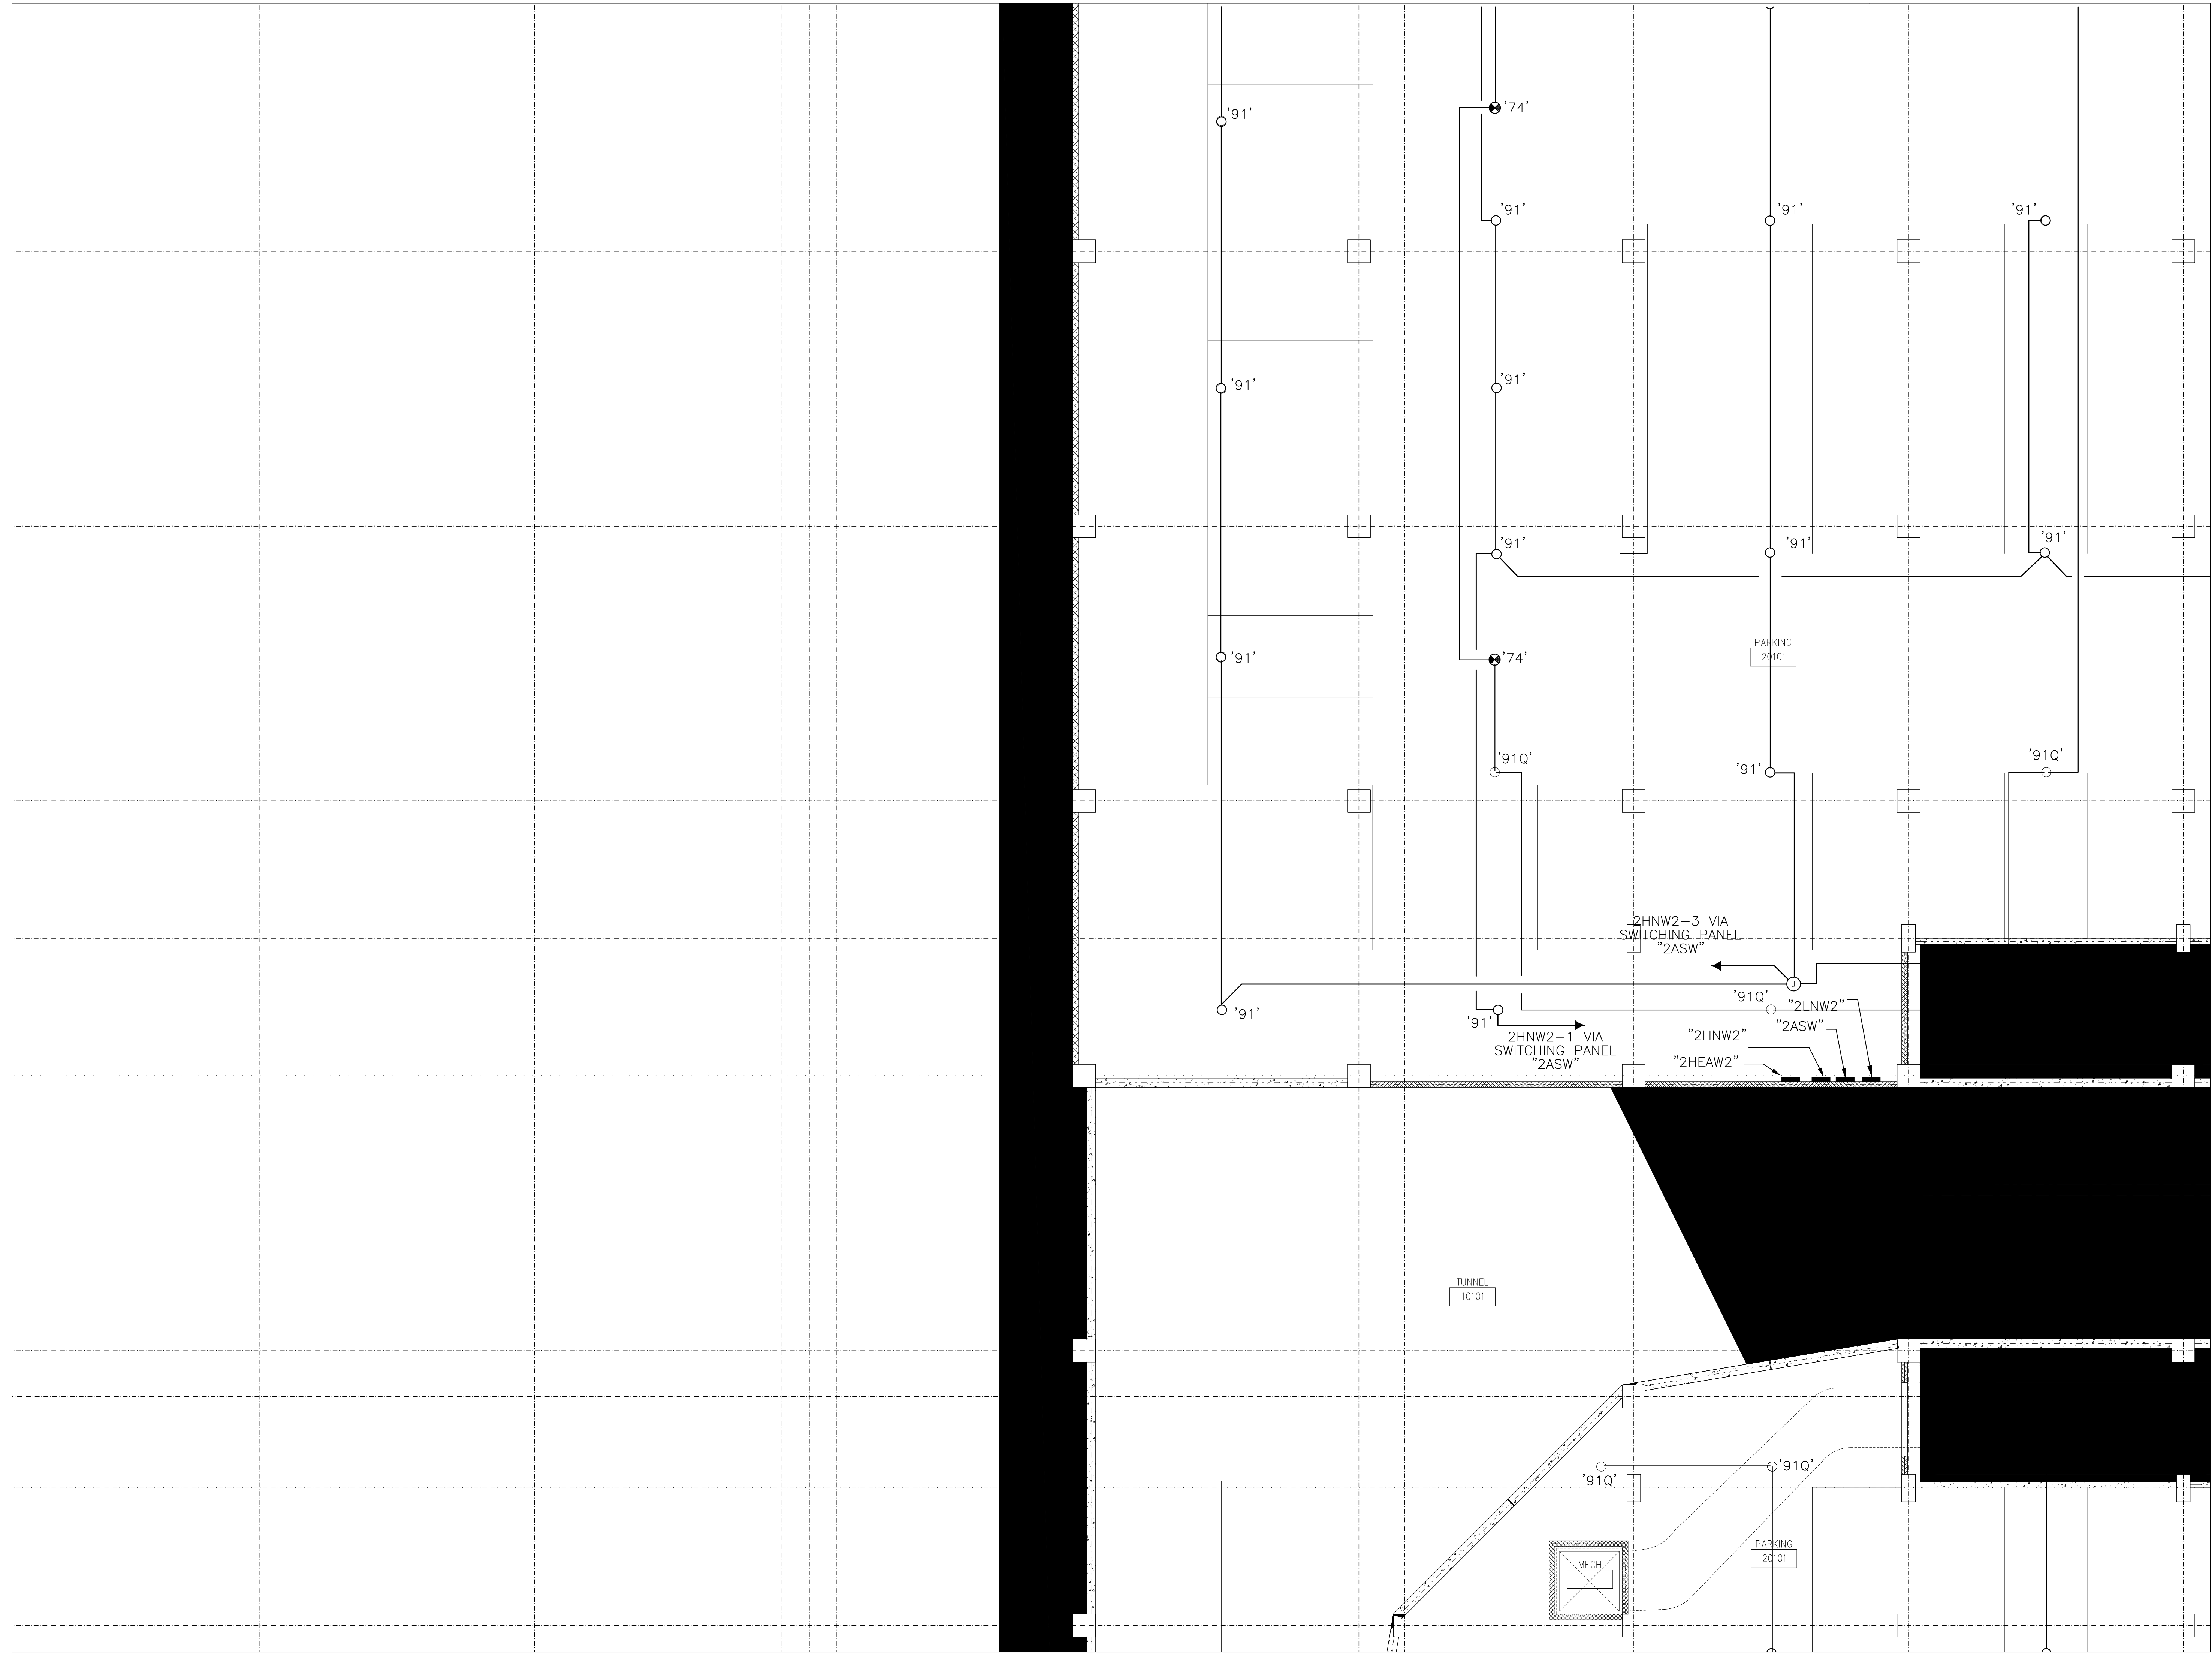 '91'
'74'
'91'
'91'
'91'
'91'
'91'
'91'
'91'
'91'
'91'
PARKING
20101
'91'
'74'
'91Q'
'91'
'91Q'
2HNW2-3 VIA
SWITCHING PANEL
"2ASW"
J
'91'
'91'
2HNW2-1 VIA
SWITCHING PANEL
"2ASW"
'91Q'
"2LNW2"
"2ASW"
"2HNW2"
"2HEAW2"
TUNNEL
10101
'91Q'
'91Q'
MECH.
PARKING
20101